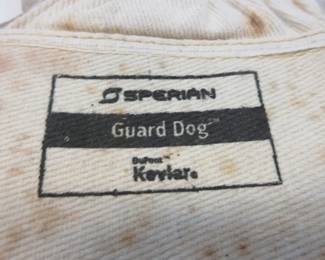 SPERIAN
Guard Dog™
DuPont™
Kevlar®